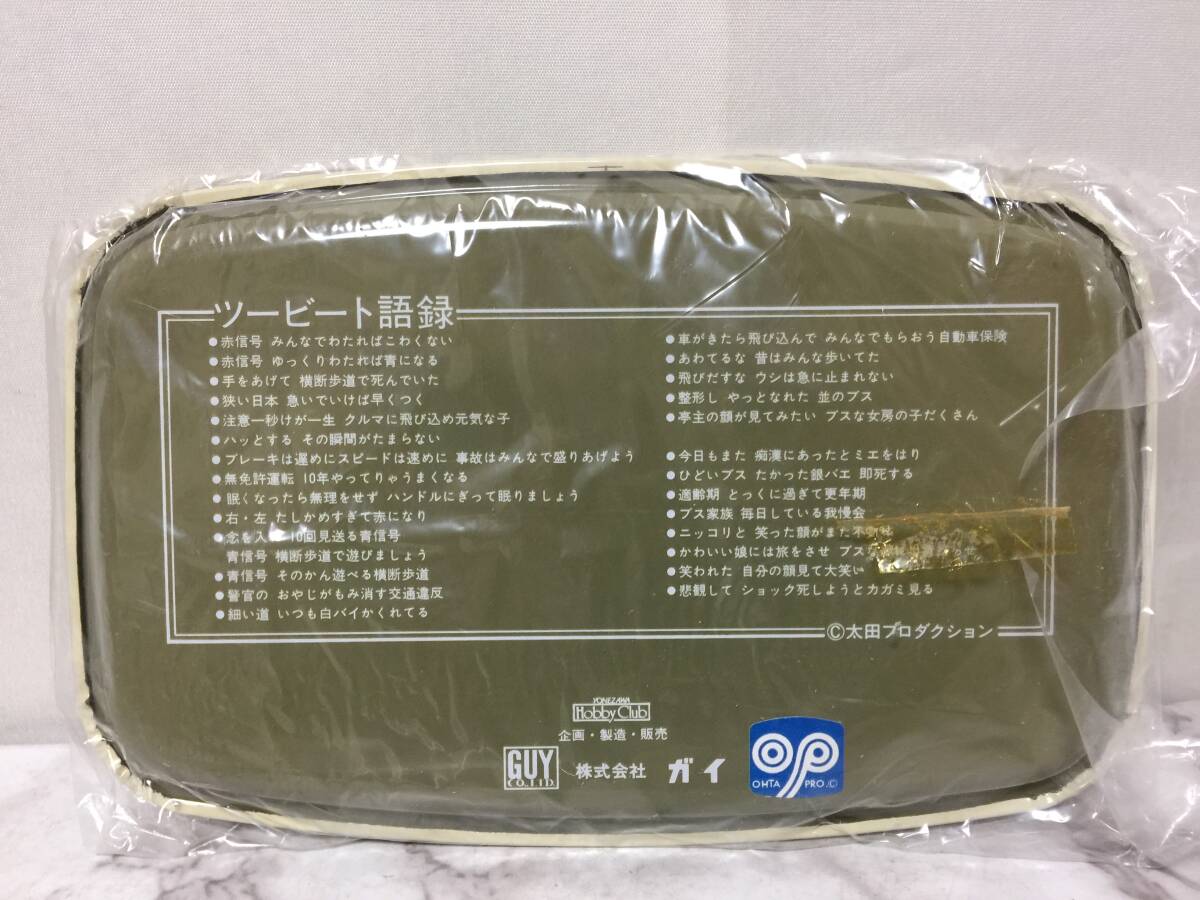 ツービート語録
●赤信号 みんなでわたればこわくない
●赤信号 ゆっくりわたれば青になる
●手をあげて 横断歩道で死んでいた
●狭い日本 急いでいけば早くつく
●注意一秒けが一生 クルマに飛び込め元気な子
●ハッとする その瞬間がたまらない
●ブレーキは遅めにスピードは速めに 事故はみんなで盛りあげよう
●無免許運転 10年やってりゃうまくなる
●眠くなったら無理をせず ハンドルにぎって眠りましょう
●右・左 たしかめすぎて赤になり
●念を入れ 10回見送る青信号
青信号 横断歩道で遊びましょう
●青信号 そのかん遊べる横断歩道
●警官の おやじがもみ消す交通違反
●細い道 いつも白バイかくれてる
●車がきたら飛び込んで みんなでもらおう自動車保険
●あわてるな 昔はみんな歩いてた
●飛びだすな ウシは急に止まれない
●整形し やっとなれた 並のブス
●亭主の顔が見てみたい ブスな女房の子だくさん
●今日もまた 痴漢にあったとミエをはり
●ひどいブス たかった銀バエ 即死する
●適齢期 とっくに過ぎて更年期
●ブス家族 毎日している我慢会
●ニッコリと 笑った顔がまた不
●かわいい娘には旅をさせ ブス
●笑われた 自分の顔見て大笑い
●悲観して ショック死しようとカガミ見る
©太田プロダクション
YONEZAWA
Hobby Club
企画・製造・販売
GUY CO.LTD. 株式会社 ガイ
OP
OHTA PRO.©